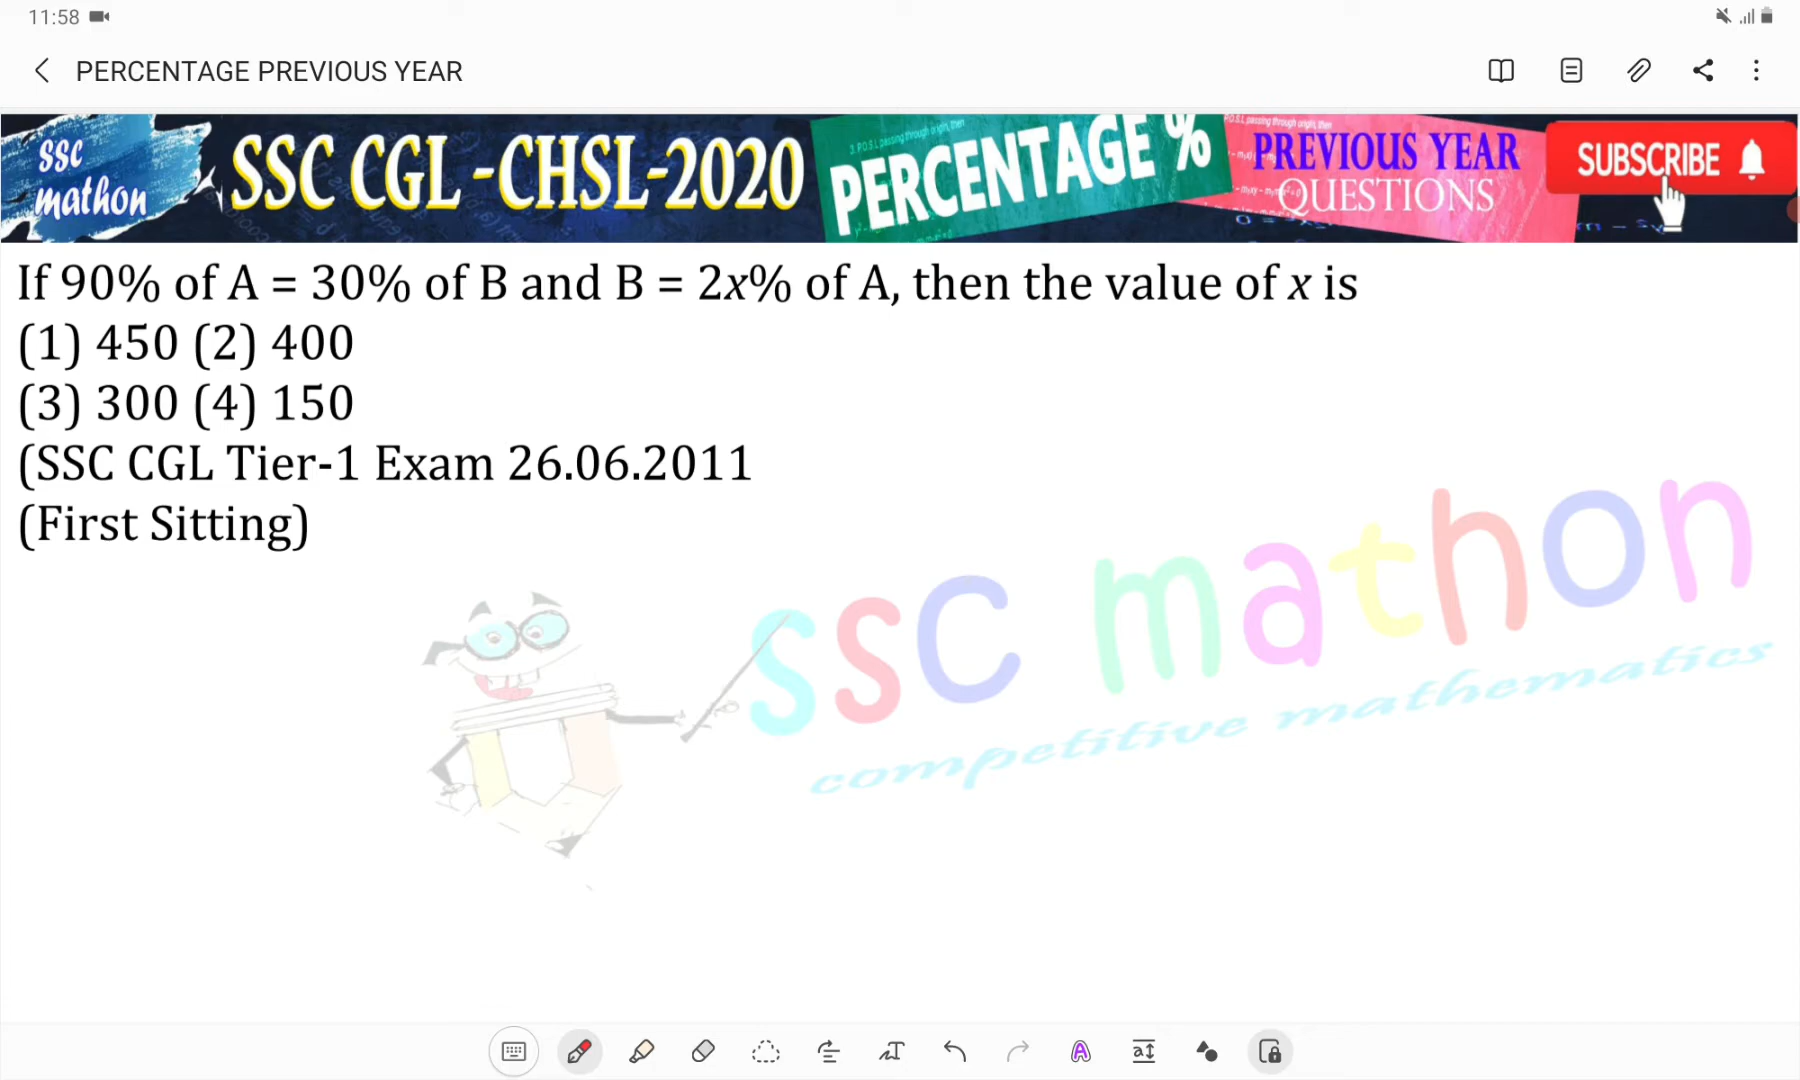 11:58
PERCENTAGE PREVIOUS YEAR
ssc
mathon
SSC CGL -CHSL-2020
PERCENTAGE %
PREVIOUS YEAR
QUESTIONS
SUBSCRIBE
If 90% of A = 30% of B and B = 2x% of A, then the value of x is
(1) 450 (2) 400
(3) 300 (4) 150
(SSC CGL Tier-1 Exam 26.06.2011
(First Sitting)
ssc mathon
competitive mathematics